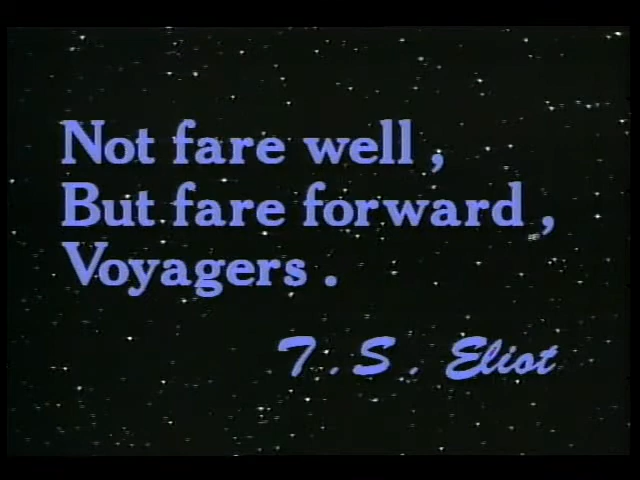 Not fare well ,
But fare forward ,
Voyagers .
T . S . Eliot